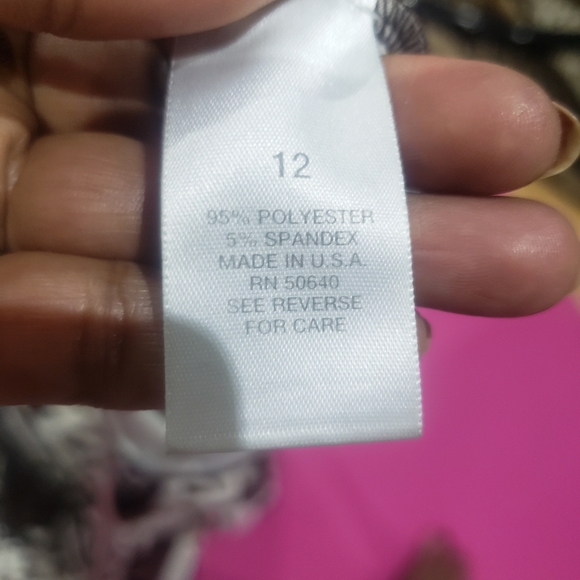 12
95% POLYESTER
5% SPANDEX
MADE IN U.S.A.
RN 50640
SEE REVERSE
FOR CARE